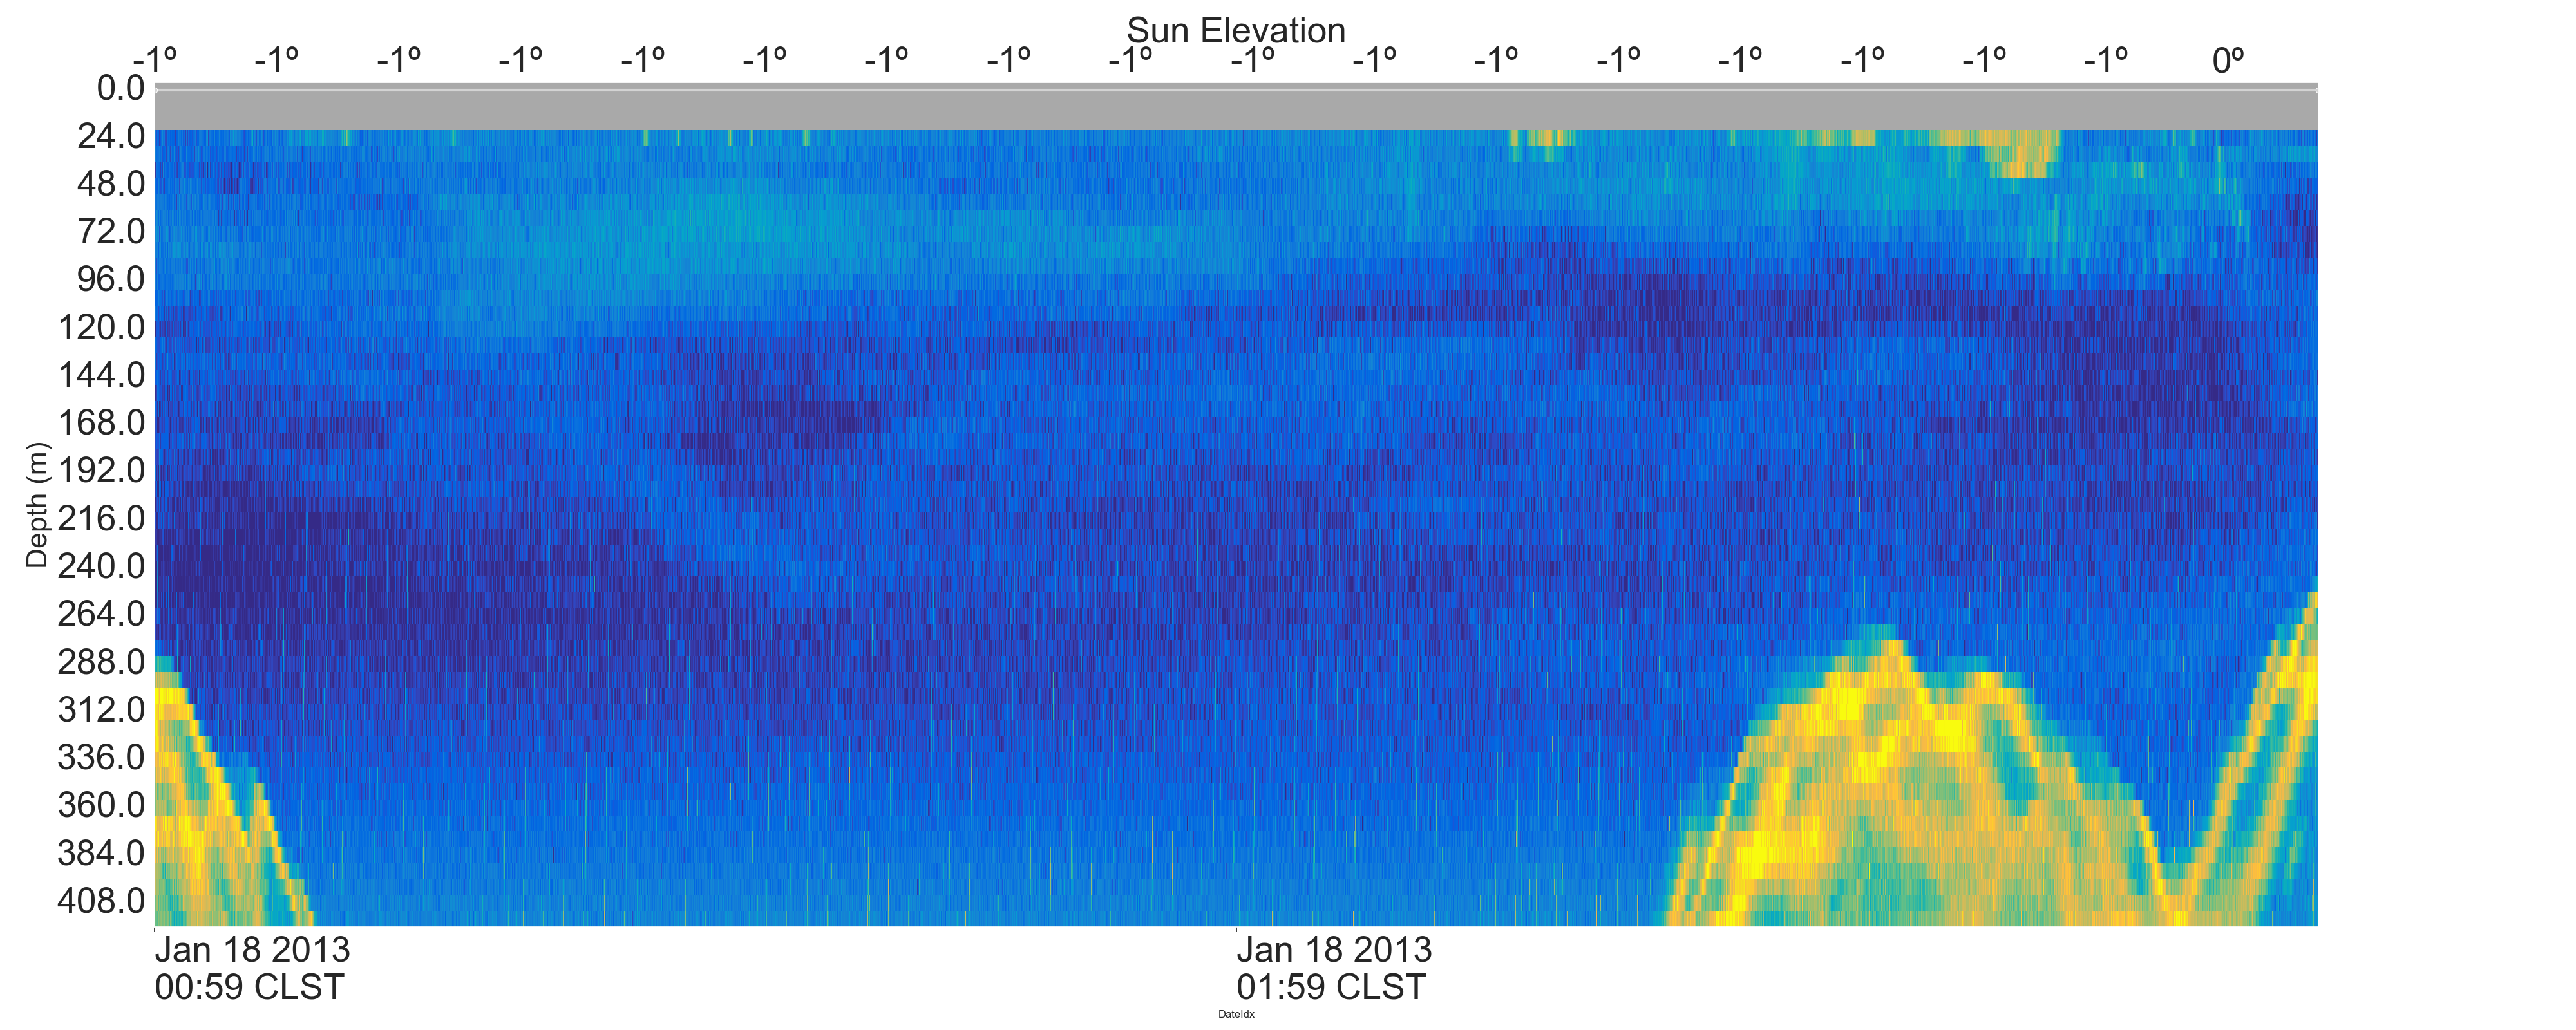 Sun Elevation
-1º -1º -1º -1º -1º -1º -1º -1º -1º -1º -1º -1º -1º -1º -1º -1º -1º 0º
0.0
24.0
48.0
72.0
96.0
120.0
144.0
168.0
192.0
216.0
240.0
264.0
288.0
312.0
336.0
360.0
384.0
408.0
Depth (m)
Jan 18 2013
00:59 CLST
Jan 18 2013
01:59 CLST
DateIdx